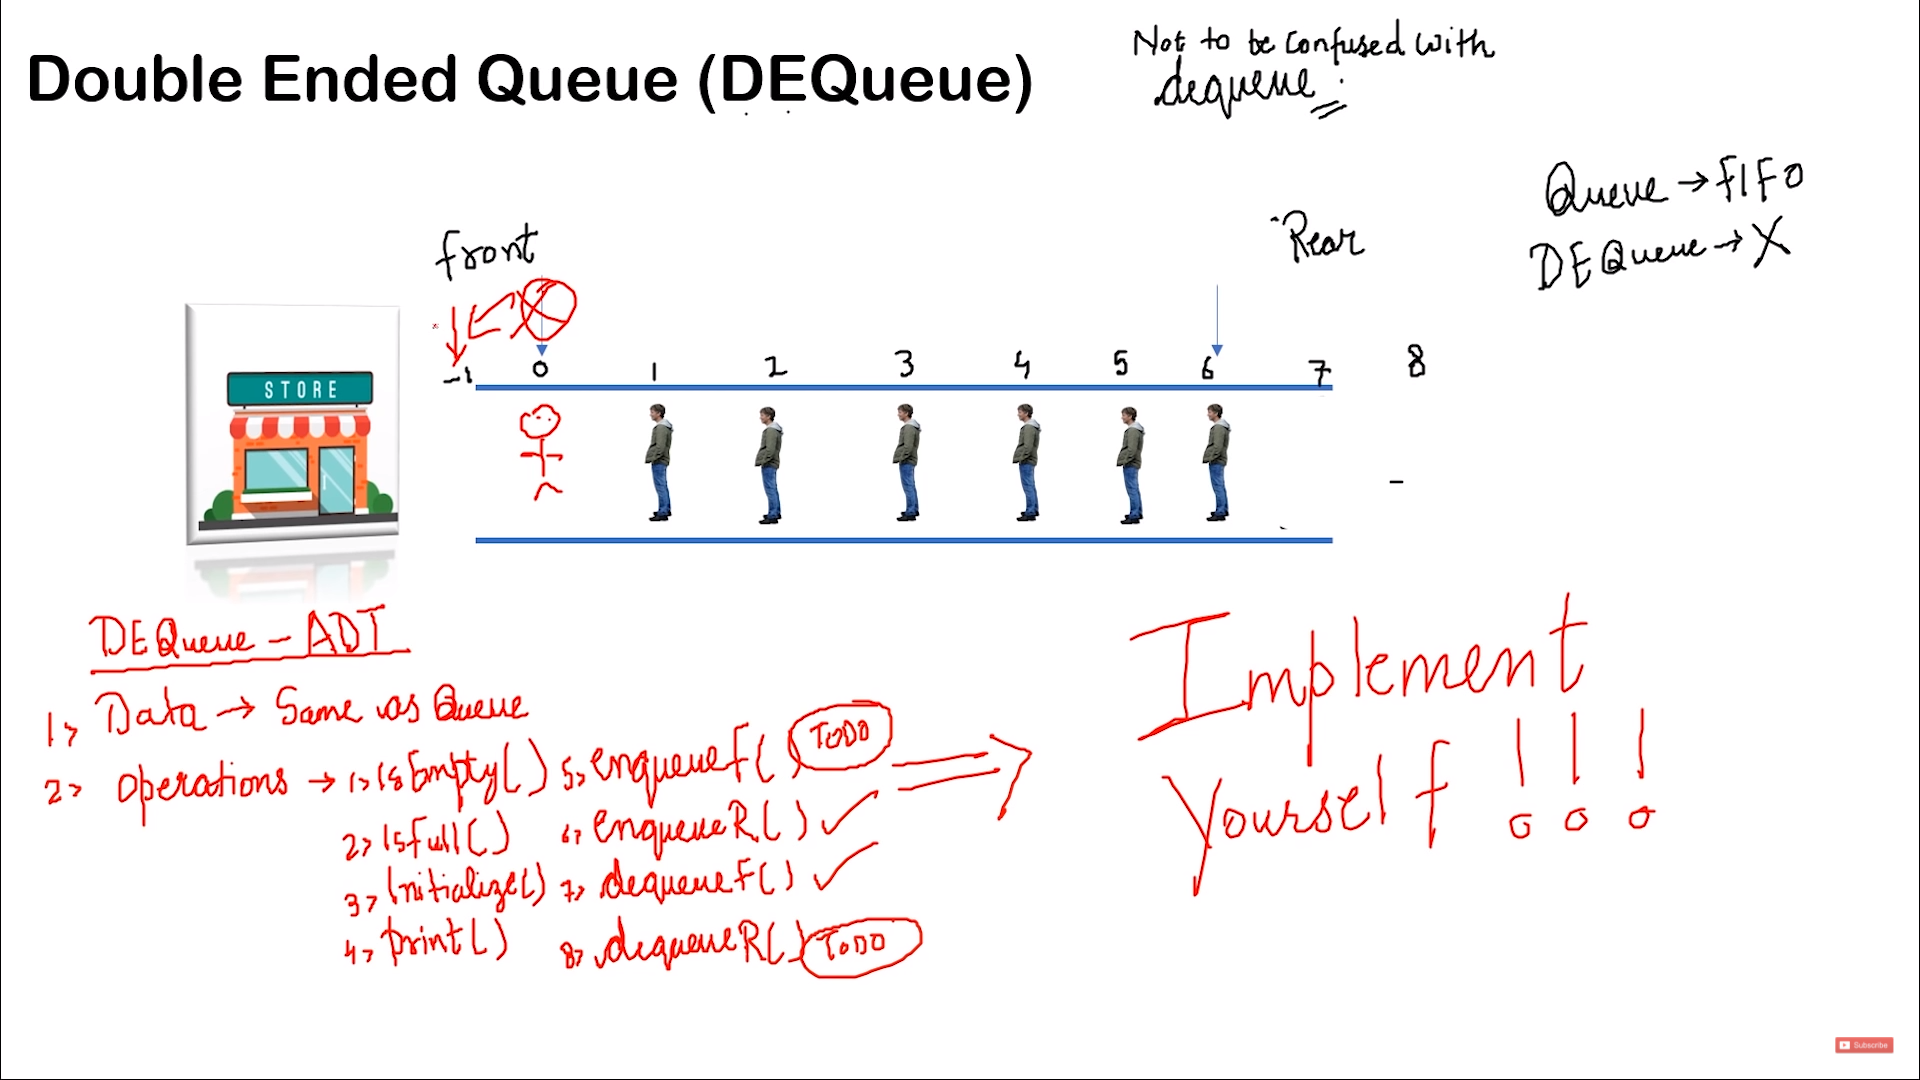 Double Ended Queue (DEQueue)
Not to be confused with
dequeue
Queue → FIFO
DEQueue → X
front
Rear
-1 0 1 2 3 4 5 6 7 8
STORE
DEQueue - ADT
1> Data → Same as Queue
2> operations → 1> isEmpty() 5> enqueueF() TODO
2> isfull() 6> enqueueR() ✓
3> initialize() 7> dequeueF() ✓
4> print() 8> dequeueR() TODO
Implement
Yourself !!!
Subscribe